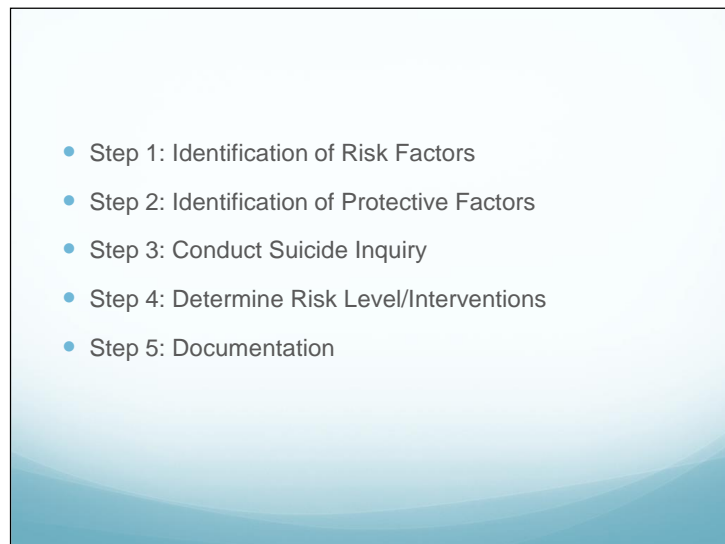 • Step 1: Identification of Risk Factors
• Step 2: Identification of Protective Factors
• Step 3: Conduct Suicide Inquiry
• Step 4: Determine Risk Level/Interventions
• Step 5: Documentation